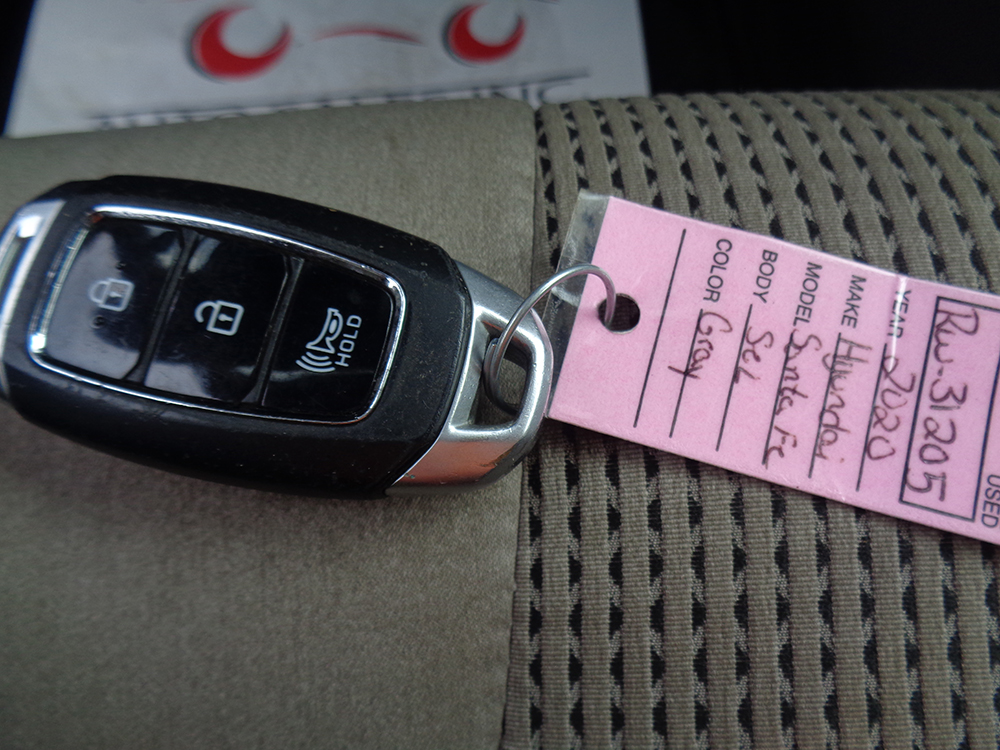 HOLD
USED
RW-31205
YEAR 2020
MAKE Hyundai
MODEL Santa Fe
BODY Sel
COLOR Gray